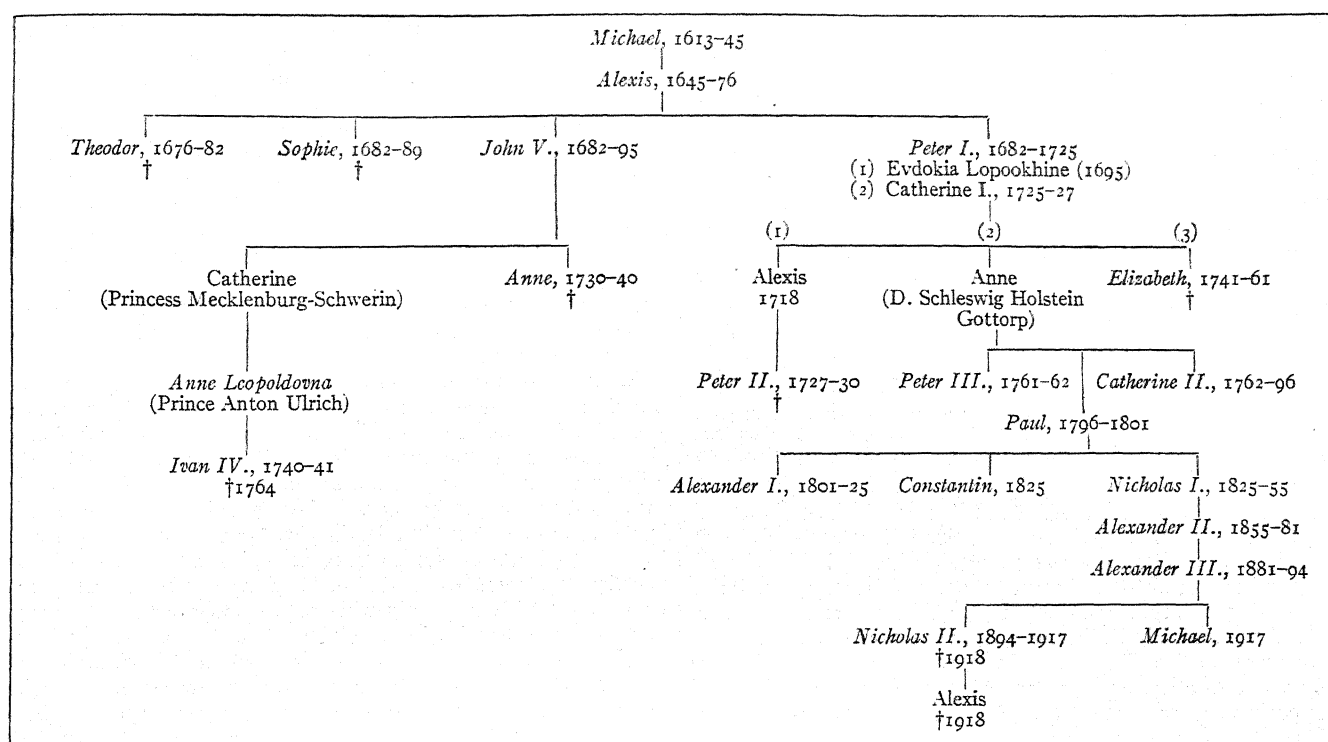 Michael, 1613–45
Alexis, 1645–76
Theodor, 1676–82
†
Sophie, 1682–89
†
John V., 1682–95
Peter I., 1682–1725
(1) Evdokia Lopookhine (1695)
(2) Catherine I., 1725–27
(1)
(2)
(3)
Catherine
(Princess Mecklenburg-Schwerin)
Anne, 1730–40
†
Alexis
1718
Anne
(D. Schleswig Holstein
Gottorp)
Elizabeth, 1741–61
†
Anne Leopoldovna
(Prince Anton Ulrich)
Peter II., 1727–30
†
Peter III., 1761–62
Catherine II., 1762–96
Paul, 1796–1801
Ivan IV., 1740–41
†1764
Alexander I., 1801–25
Constantin, 1825
Nicholas I., 1825–55
Alexander II., 1855–81
Alexander III., 1881–94
Nicholas II., 1894–1917
†1918
Michael, 1917
Alexis
†1918